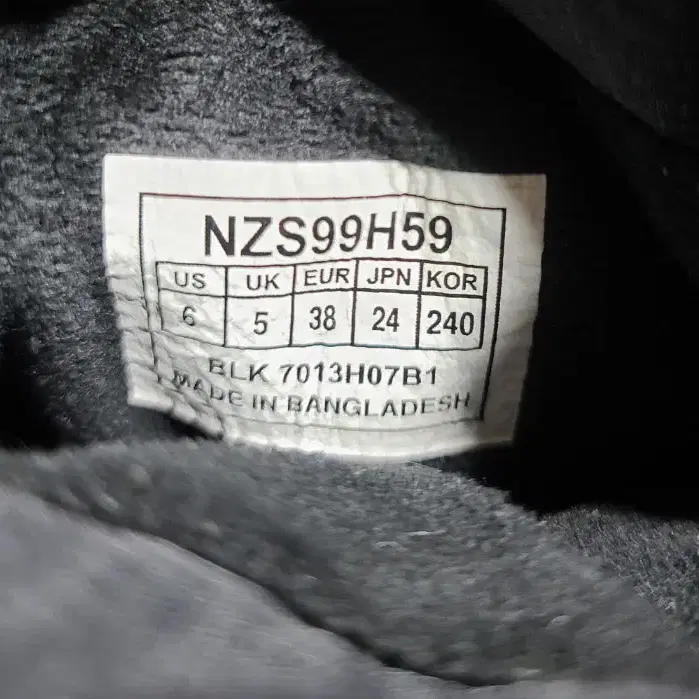 NZS99H59
US UK EUR JPN KOR
6 5 38 24 240
BLK 7013H07B1
MADE IN BANGLADESH